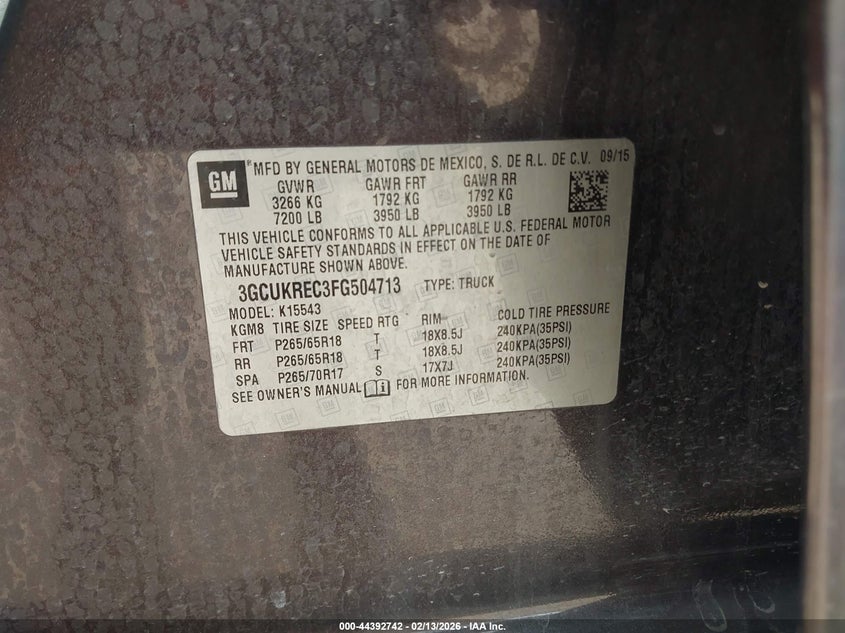 GM
MFD BY GENERAL MOTORS DE MEXICO, S. DE R.L. DE C.V. 09/15
GVWR GAWR FRT GAWR RR
3266 KG 1792 KG 1792 KG
7200 LB 3950 LB 3950 LB
THIS VEHICLE CONFORMS TO ALL APPLICABLE U.S. FEDERAL MOTOR
VEHICLE SAFETY STANDARDS IN EFFECT ON THE DATE OF
MANUFACTURE SHOWN ABOVE.
3GCUKREC3FG504713 TYPE: TRUCK
MODEL: K15543
KGM8 TIRE SIZE SPEED RTG RIM COLD TIRE PRESSURE
FRT P265/65R18 T 18X8.5J 240KPA(35PSI)
RR P265/65R18 T 18X8.5J 240KPA(35PSI)
SPA P265/70R17 S 17X7J 240KPA(35PSI)
SEE OWNER'S MANUAL FOR MORE INFORMATION.
000-44392742 - 02/13/2026 - IAA Inc.